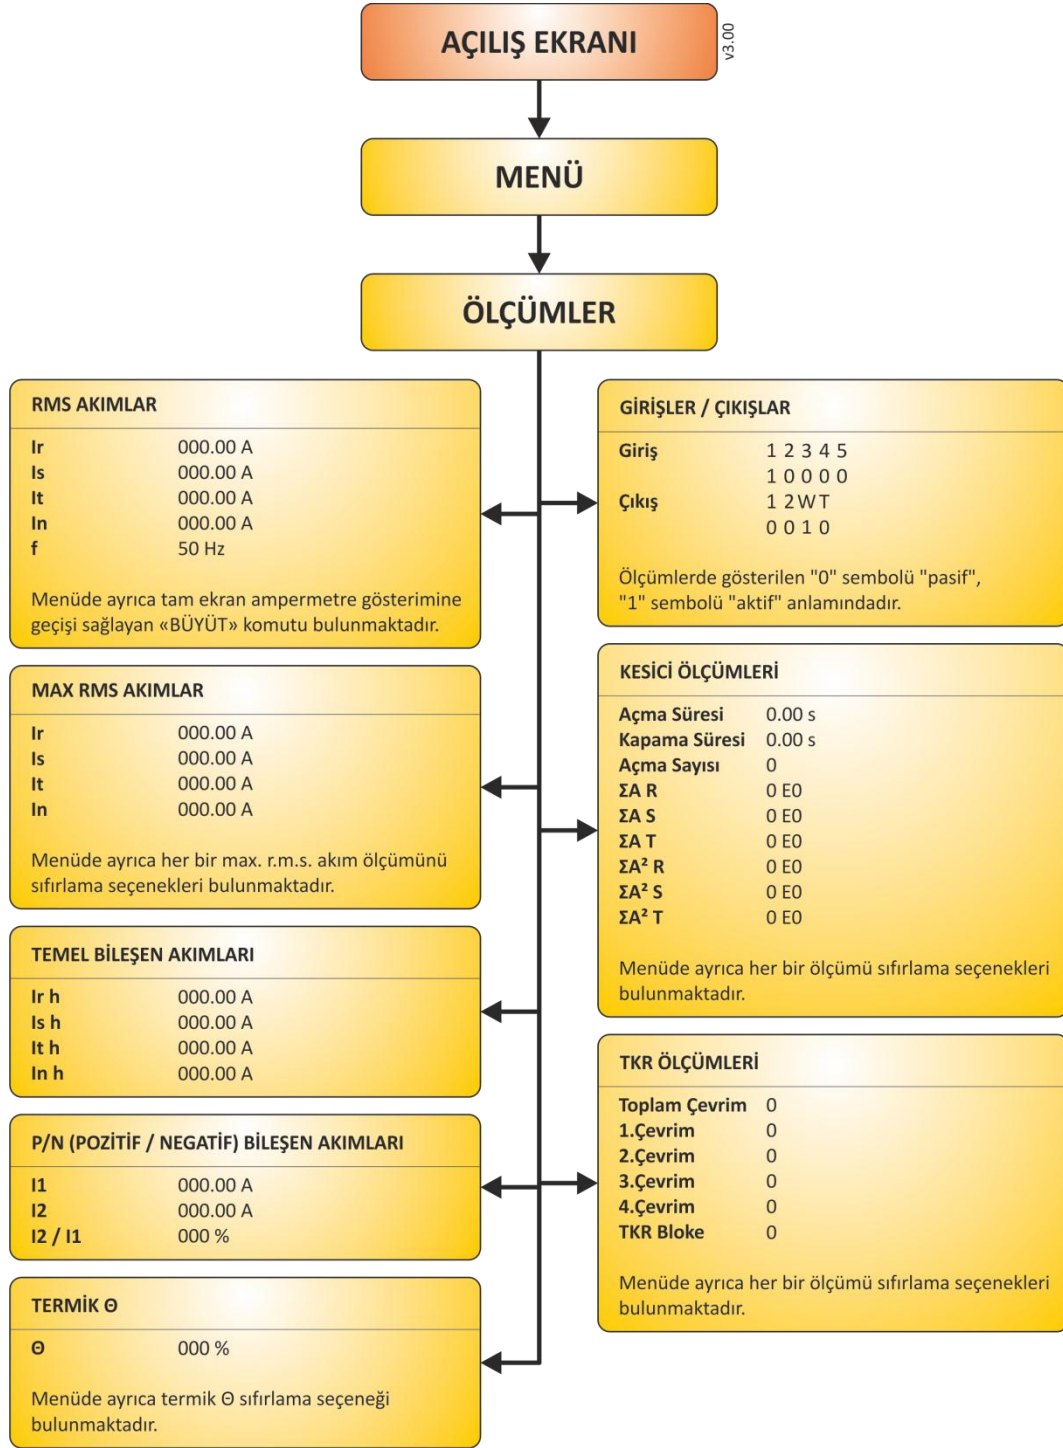 AÇILIŞ EKRANI
v3.00
MENÜ
ÖLÇÜMLER
RMS AKIMLAR
Ir 000.00 A
Is 000.00 A
It 000.00 A
In 000.00 A
f 50 Hz
Menüde ayrıca tam ekran ampermetre gösterimine
geçişi sağlayan «BÜYÜT» komutu bulunmaktadır.
MAX RMS AKIMLAR
Ir 000.00 A
Is 000.00 A
It 000.00 A
In 000.00 A
Menüde ayrıca her bir max. r.m.s. akım ölçümünü
sıfırlama seçenekleri bulunmaktadır.
TEMEL BİLEŞEN AKIMLARI
Ir h 000.00 A
Is h 000.00 A
It h 000.00 A
In h 000.00 A
P/N (POZİTİF / NEGATİF) BİLEŞEN AKIMLARI
I1 000.00 A
I2 000.00 A
I2 / I1 000 %
TERMİK Θ
Θ 000 %
Menüde ayrıca termik Θ sıfırlama seçeneği
bulunmaktadır.
GİRİŞLER / ÇIKIŞLAR
Giriş 1 2 3 4 5
1 0 0 0 0
Çıkış 1 2 W T
0 0 1 0
Ölçümlerde gösterilen "0" sembolü "pasif",
"1" sembolü "aktif" anlamındadır.
KESİCİ ÖLÇÜMLERİ
Açma Süresi 0.00 s
Kapama Süresi 0.00 s
Açma Sayısı 0
ΣA R 0 E0
ΣA S 0 E0
ΣA T 0 E0
ΣA² R 0 E0
ΣA² S 0 E0
ΣA² T 0 E0
Menüde ayrıca her bir ölçümü sıfırlama seçenekleri
bulunmaktadır.
TKR ÖLÇÜMLERİ
Toplam Çevrim 0
1.Çevrim 0
2.Çevrim 0
3.Çevrim 0
4.Çevrim 0
TKR Bloke 0
Menüde ayrıca her bir ölçümü sıfırlama seçenekleri
bulunmaktadır.